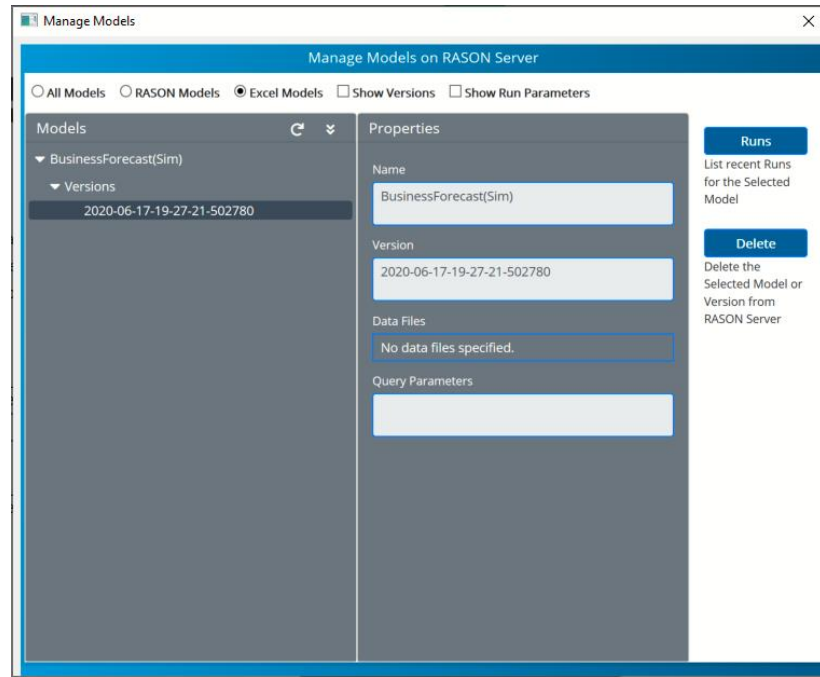 Manage Models
Manage Models on RASON Server
All Models RASON Models Excel Models Show Versions Show Run Parameters
Models
BusinessForecast(Sim)
Versions
2020-06-17-19-27-21-502780
Properties
Name
BusinessForecast(Sim)
Version
2020-06-17-19-27-21-502780
Data Files
No data files specified.
Query Parameters
Runs
List recent Runs
for the Selected
Model
Delete
Delete the
Selected Model or
Version from
RASON Server